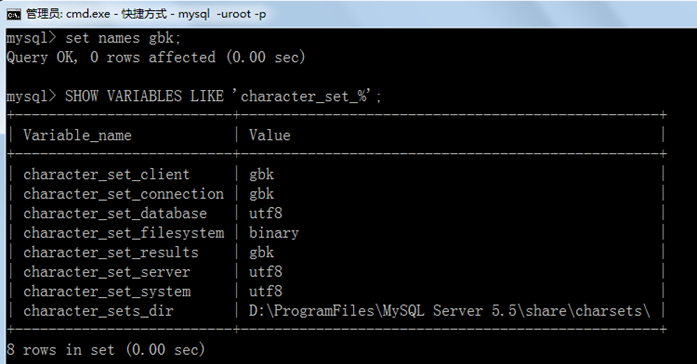 管理员: cmd.exe - 快捷方式 - mysql  -uroot -p
mysql> set names gbk;
Query OK, 0 rows affected (0.00 sec)
mysql> SHOW VARIABLES LIKE 'character_set_%';
+--------------------------+---------------------------------------------+
| Variable_name            | Value                                       |
+--------------------------+---------------------------------------------+
| character_set_client     | gbk                                         |
| character_set_connection | gbk                                         |
| character_set_database   | utf8                                        |
| character_set_filesystem | binary                                      |
| character_set_results    | gbk                                         |
| character_set_server     | utf8                                        |
| character_set_system     | utf8                                        |
| character_sets_dir       | D:\ProgramFiles\MySQL Server 5.5\share\charsets\ |
+--------------------------+---------------------------------------------+
8 rows in set (0.00 sec)